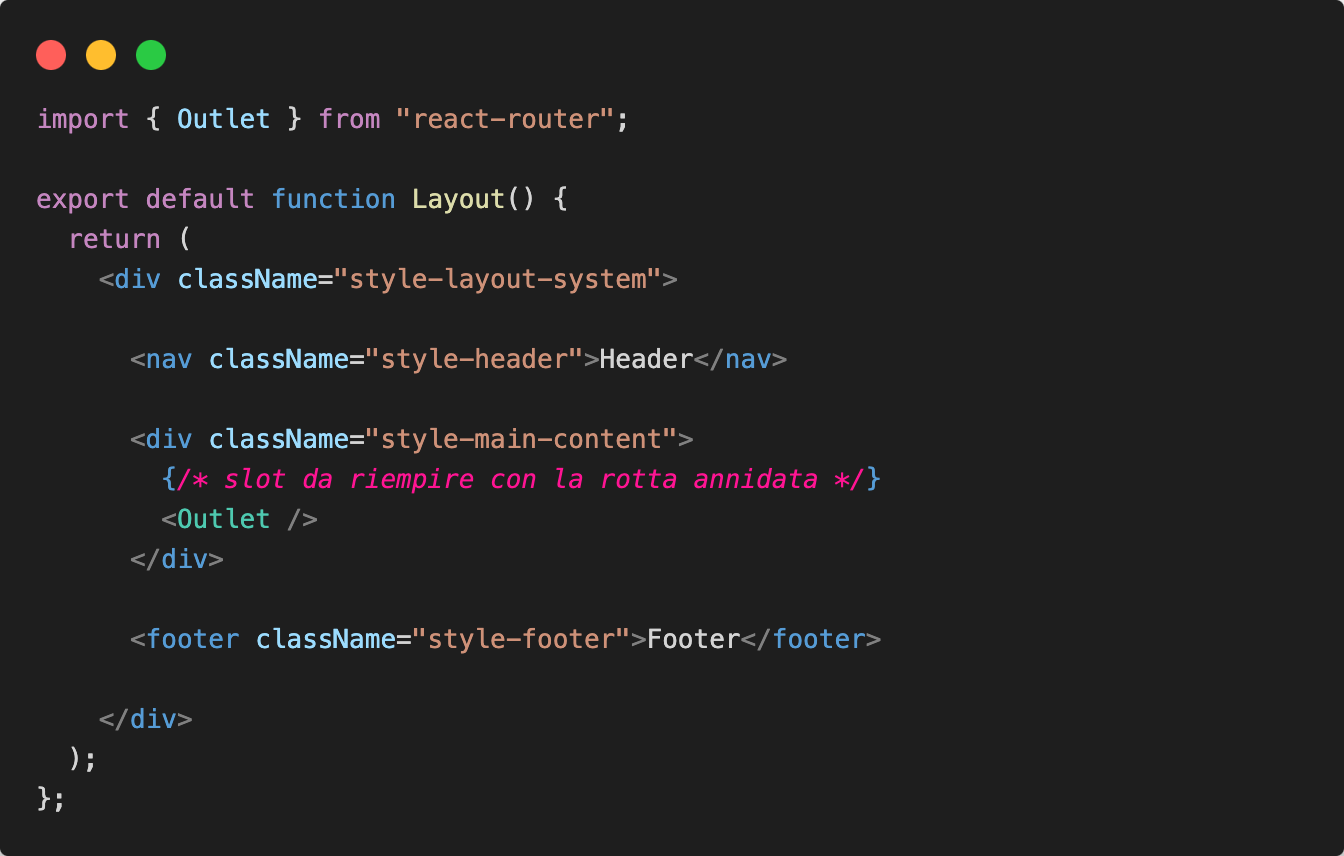 import { Outlet } from "react-router";
export default function Layout() {
return (
<div className="style-layout-system">
<nav className="style-header">Header</nav>
<div className="style-main-content">
{/* slot da riempire con la rotta annidata */}
<Outlet />
</div>
<footer className="style-footer">Footer</footer>
</div>
);
};